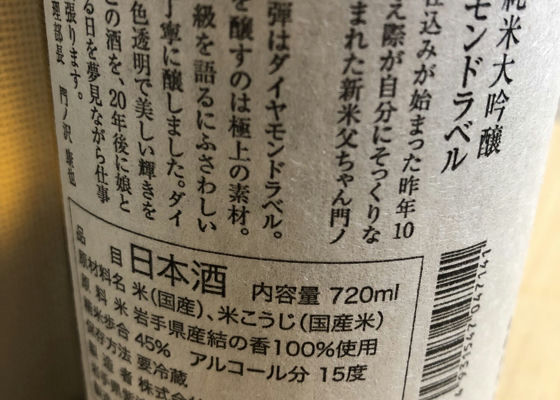 純米大吟醸
モンドラベル
仕込みが始まった昨年10
え際が自分にそっくりな
まれた新米父ちゃん門ノ
弾はダイヤモンドラベル。
を醸すのは極上の素材。
級を語るにふさわしい
丁寧に醸しました。ダイ
色透明で美しい輝きを
この酒を、20年後に娘と
る日を夢見ながら仕事
張ります。
理部長 門ノ沢
品目 日本酒 内容量 720ml
原材料名 米(国産)、米こうじ(国産米)
原料米 岩手県産結の香100%使用
精米歩合 45% アルコール分 15度
保存方法 要冷蔵
製造者 株式会
岩手県
4931547042141